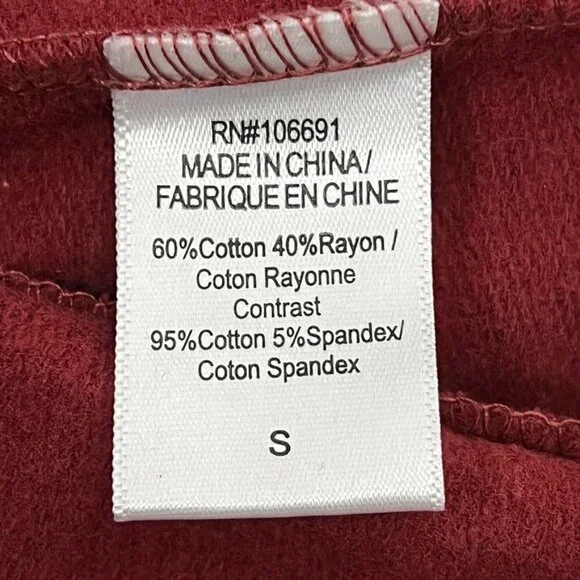 RN#106691
MADE IN CHINA/
FABRIQUE EN CHINE
60%Cotton 40%Rayon /
Coton Rayonne
Contrast
95%Cotton 5%Spandex/
Coton Spandex
S